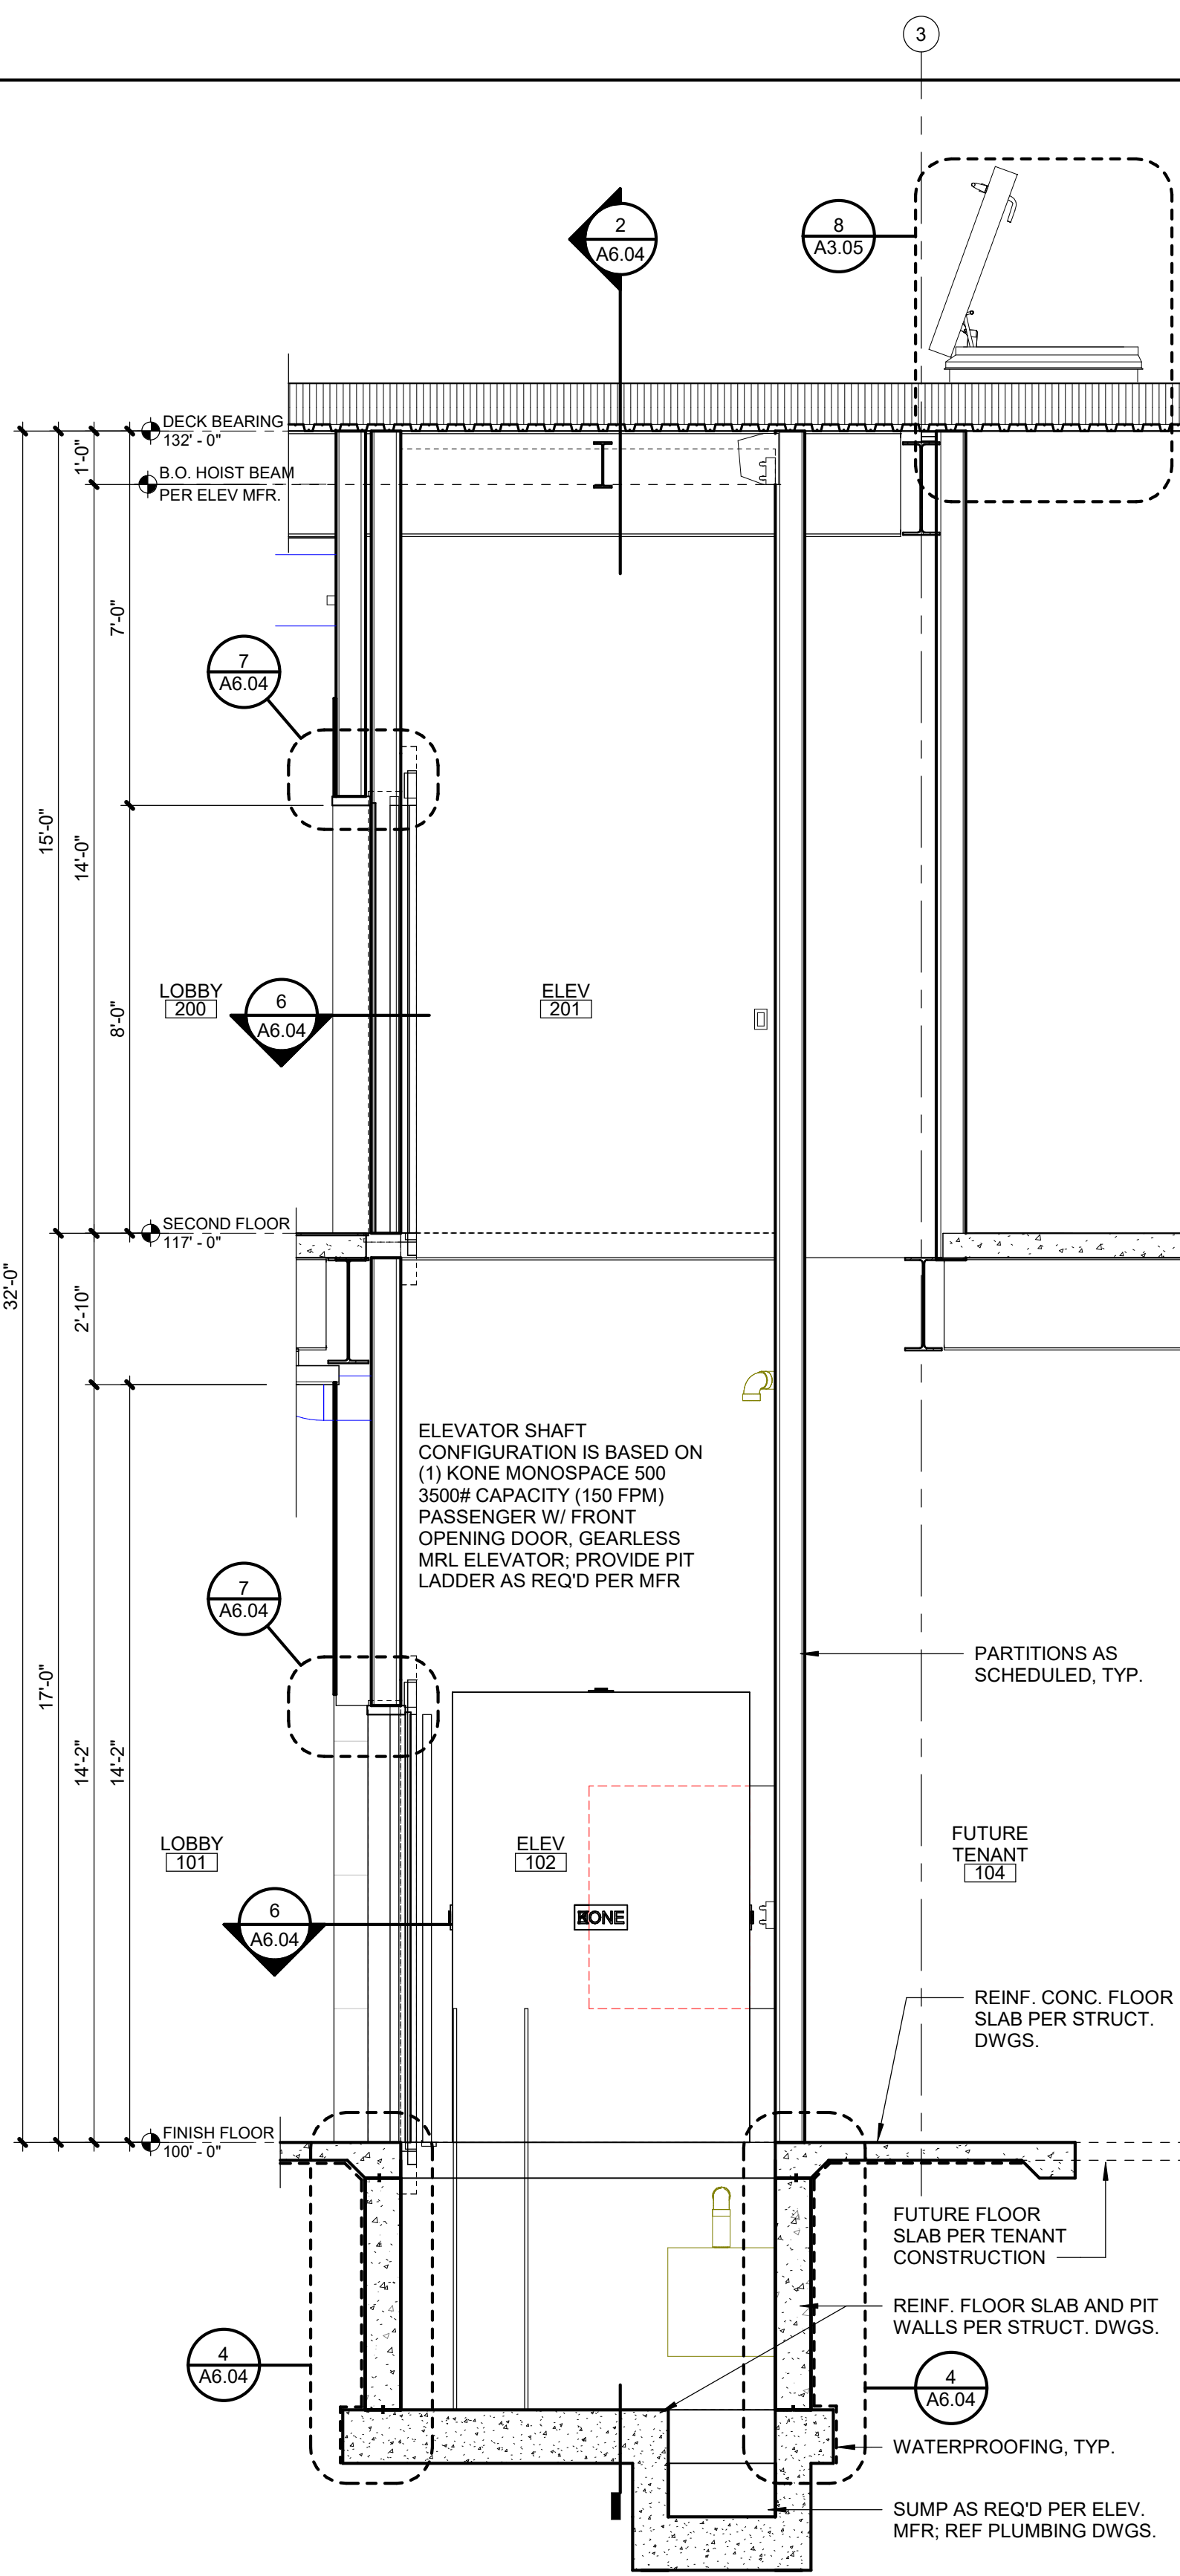 3
2
A6.04
8
A3.05
DECK BEARING
132' - 0"
1'-0"
B.O. HOIST BEAM
PER ELEV MFR.
7'-0"
7
A6.04
15'-0"
14'-0"
LOBBY
200
6
A6.04
ELEV
201
8'-0"
SECOND FLOOR
117' - 0"
32'-0"
2'-10"
ELEVATOR SHAFT
CONFIGURATION IS BASED ON
(1) KONE MONOSPACE 500
3500# CAPACITY (150 FPM)
PASSENGER W/ FRONT
OPENING DOOR, GEARLESS
MRL ELEVATOR; PROVIDE PIT
LADDER AS REQ'D PER MFR
7
A6.04
PARTITIONS AS
SCHEDULED, TYP.
17'-0"
14'-2"
14'-2"
LOBBY
101
ELEV
102
FUTURE
TENANT
104
6
A6.04
KONE
REINF. CONC. FLOOR
SLAB PER STRUCT.
DWGS.
FINISH FLOOR
100' - 0"
FUTURE FLOOR
SLAB PER TENANT
CONSTRUCTION
REINF. FLOOR SLAB AND PIT
WALLS PER STRUCT. DWGS.
4
A6.04
4
A6.04
WATERPROOFING, TYP.
SUMP AS REQ'D PER ELEV.
MFR; REF PLUMBING DWGS.